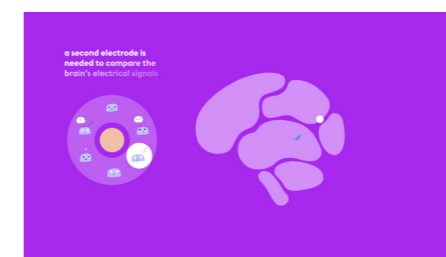 a second electrode is
needed to compare the
brain's electrical signals